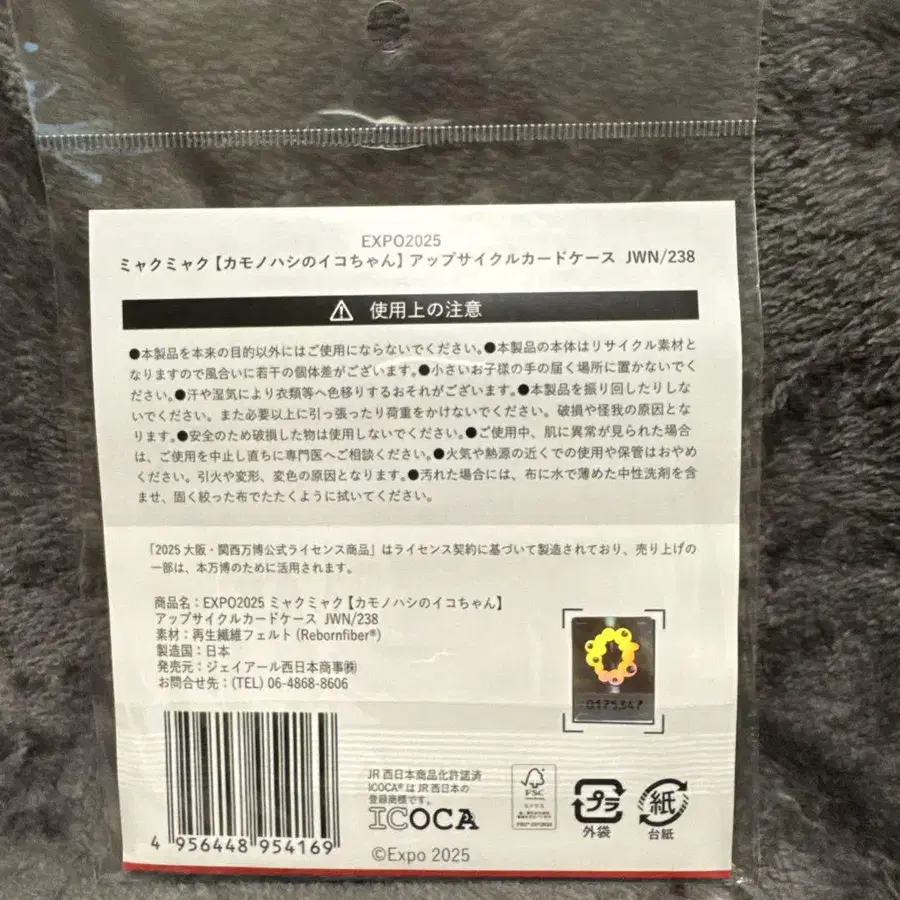 EXPO2025
ミャクミャク【カモノハシのイコちゃん】アップサイクルカードケース JWN/238
使用上の注意
●本製品を本来の目的以外にはご使用にならないでください。●本製品の本体はリサイクル素材と
なりますので風合いに若干の個体差がございます。●小さいお子様の手の届く場所に置かないでく
ださい。●汗や湿気により衣類等へ色移りするおそれがございます。●本製品を振り回したりしな
いでください。また必要以上に引っ張ったり荷重をかけないでください。破損や怪我の原因とな
ります。●安全のため破損した物は使用しないでください。●ご使用中、肌に異常が見られた場合
は、ご使用を中止し直ちに専門医へご相談ください。●火気や熱源の近くでの使用や保管はおやめ
ください。引火や変形、変色の原因となります。●汚れた場合には、布に水で薄めた中性洗剤を含
ませ、固く絞った布でたたくように拭いてください。
「2025 大阪・関西万博公式ライセンス商品」はライセンス契約に基づいて製造されており、売り上げの
一部は、本万博のために活用されます。
商品名：EXPO2025 ミャクミャク【カモノハシのイコちゃん】
アップサイクルカードケース JWN/238
素材：再生繊維フェルト (Rebornfiber®)
製造国：日本
発売元：ジェイアール西日本商事㈱
お問合せ先：(TEL) 06-4868-8606
0175347
JR 西日本商品化許諾済
ICOCA® は JR 西日本の
登録商標です。
ICOCA
©Expo 2025
4 956448 954169
FSC
プラ
外袋
紙
台紙